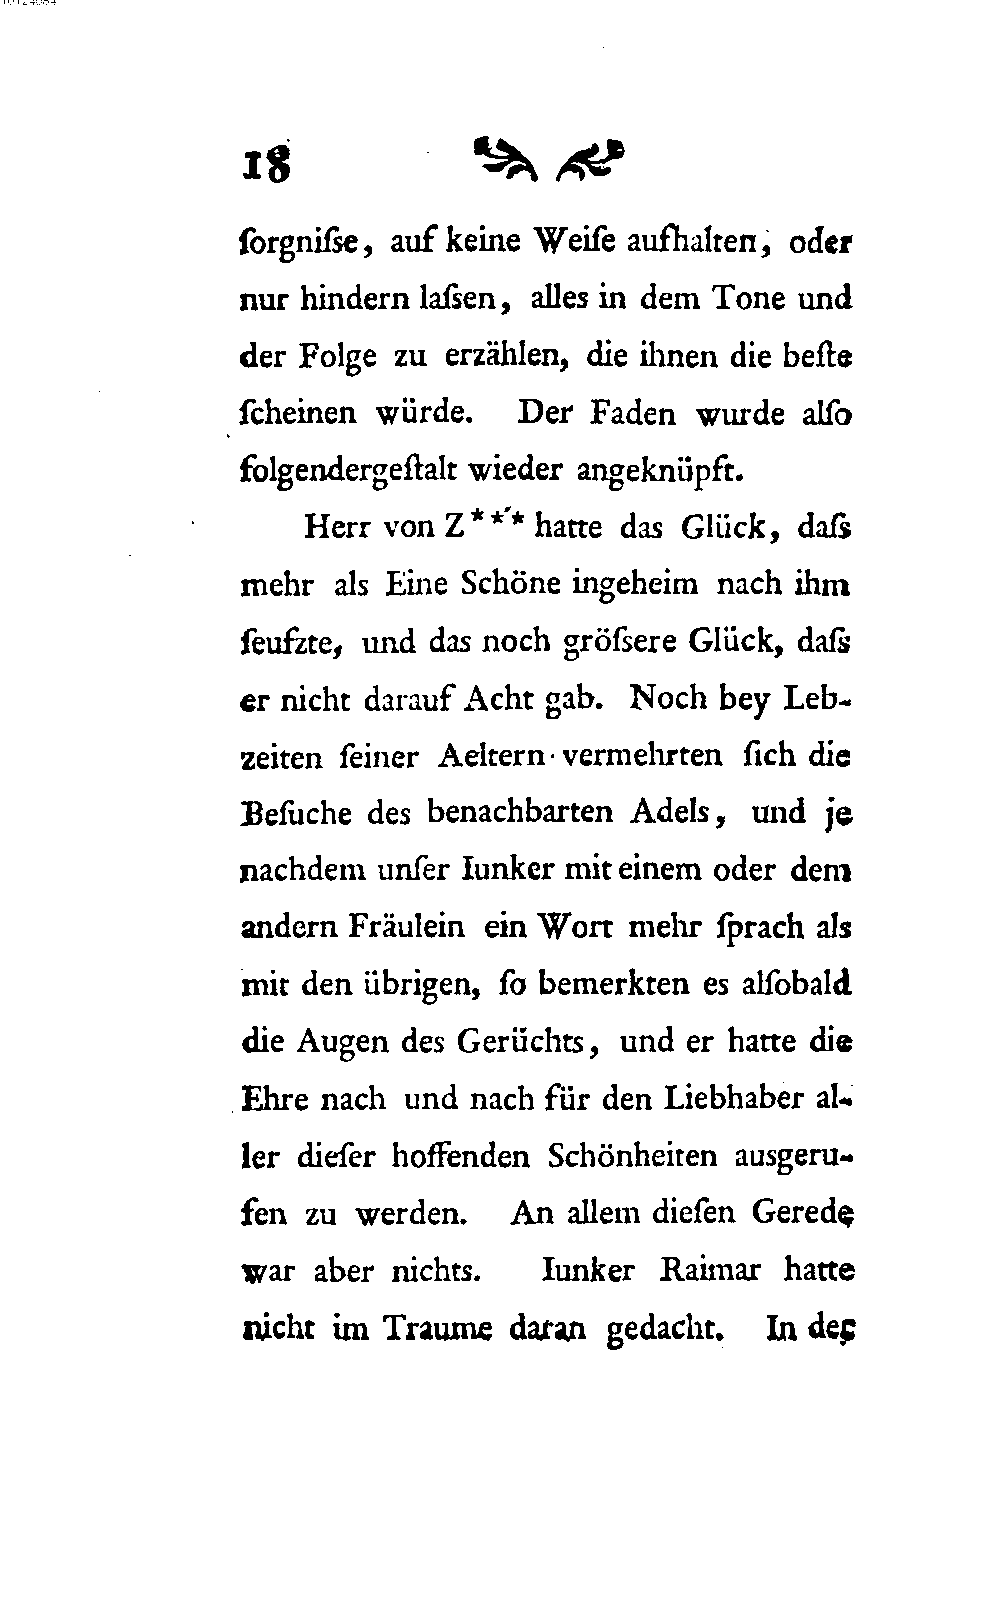 18
ſorgniſse, auf keine Weiſe aufhalten, oder
nur hindern laſsen, alles in dem Tone und
der Folge zu erzählen, die ihnen die beſte
ſcheinen würde. Der Faden wurde alſo
folgendergeſtalt wieder angeknüpft.
Herr von Z*** hatte das Glück, daſs
mehr als Eine Schöne ingeheim nach ihm
ſeufzte, und das noch gröſsere Glück, daſs
er nicht darauf Acht gab. Noch bey Leb-
zeiten ſeiner Aeltern vermehrten ſich die
Beſuche des benachbarten Adels, und je
nachdem unſer Iunker mit einem oder dem
andern Fräulein ein Wort mehr ſprach als
mit den übrigen, ſo bemerkten es alſobald
die Augen des Gerüchts, und er hatte die
Ehre nach und nach für den Liebhaber al-
ler dieſer hoffenden Schönheiten ausgeru-
fen zu werden. An allem dieſen Gerede
war aber nichts. Iunker Raimar hatte
nicht im Traume daran gedacht. In der